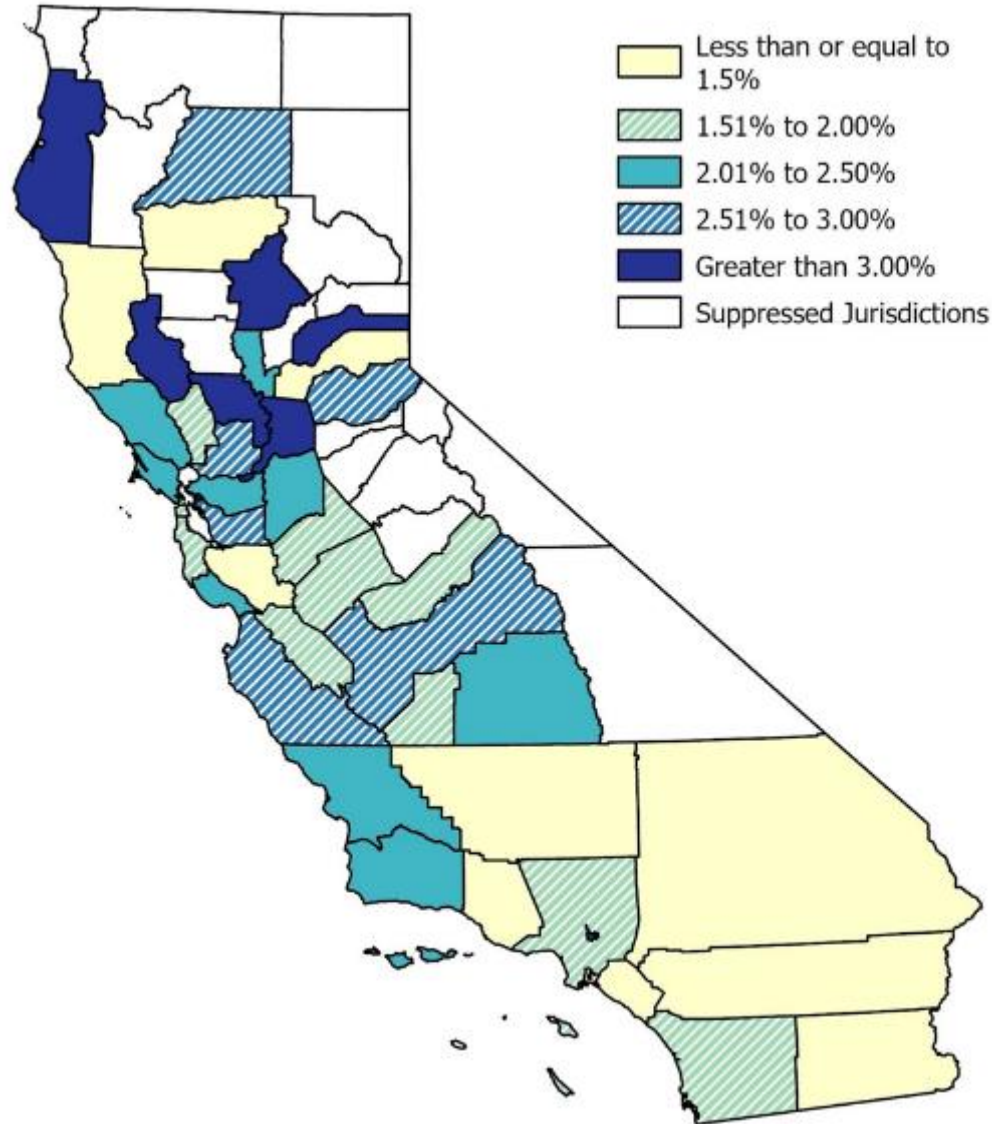 Less than or equal to
1.5%
1.51% to 2.00%
2.01% to 2.50%
2.51% to 3.00%
Greater than 3.00%
Suppressed Jurisdictions